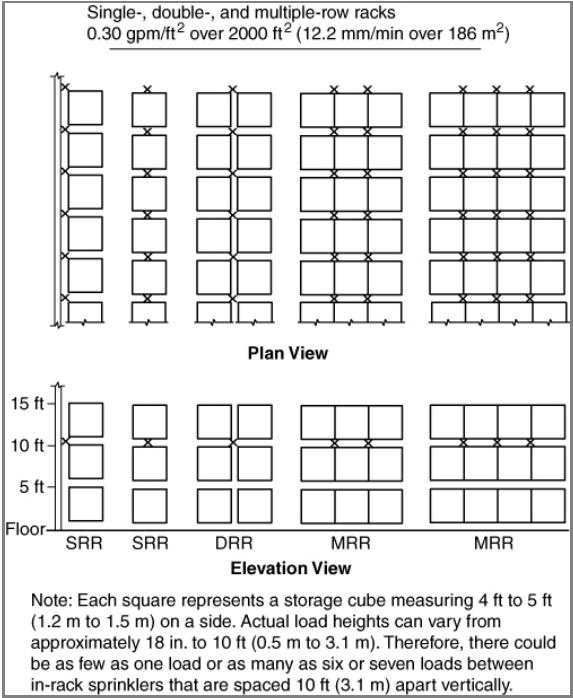 Single-, double-, and multiple-row racks
0.30 gpm/ft² over 2000 ft² (12.2 mm/min over 186 m²)
Plan View
15 ft
10 ft
5 ft
Floor
SRR SRR DRR MRR MRR
Elevation View
Note: Each square represents a storage cube measuring 4 ft to 5 ft
(1.2 m to 1.5 m) on a side. Actual load heights can vary from
approximately 18 in. to 10 ft (0.5 m to 3.1 m). Therefore, there could
be as few as one load or as many as six or seven loads between
in-rack sprinklers that are spaced 10 ft (3.1 m) apart vertically.